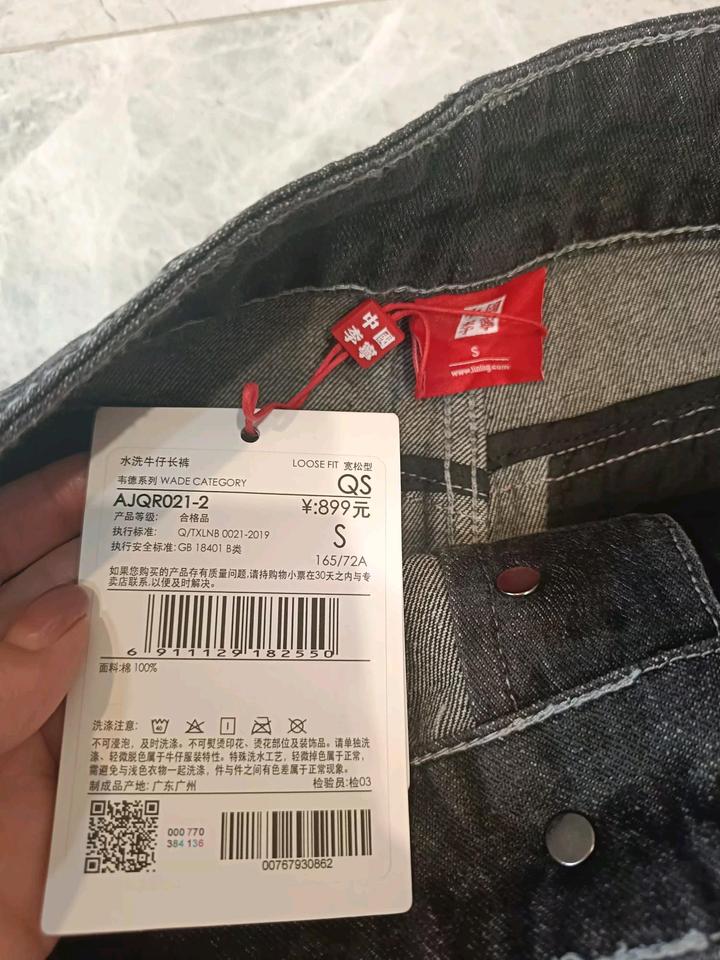 中國
李寧
S
www.lining.com
水洗牛仔长裤
LOOSE FIT 宽松型
韦德系列 WADE CATEGORY
QS
AJQR021-2
¥:899元
产品等级: 合格品
S
执行标准: Q/TXLNB 0021-2019
执行安全标准:GB 18401 B类
165/72A
如果您购买的产品存有质量问题,请持购物小票在30天之内与专
卖店联系,以便及时解决。
6 911129 182550
面料:棉 100%
洗涤注意: 40
不可浸泡，及时洗涤。不可熨烫印花、烫花部位及装饰品。请单独洗
涤、轻微脱色属于牛仔服装特性。特殊洗水工艺，轻微掉色属于正常,
需避免与浅色衣物一起洗涤，件与件之间有色差属于正常现象。
制成品产地: 广东广州
检验员:检03
000 770
384 136
00767930862